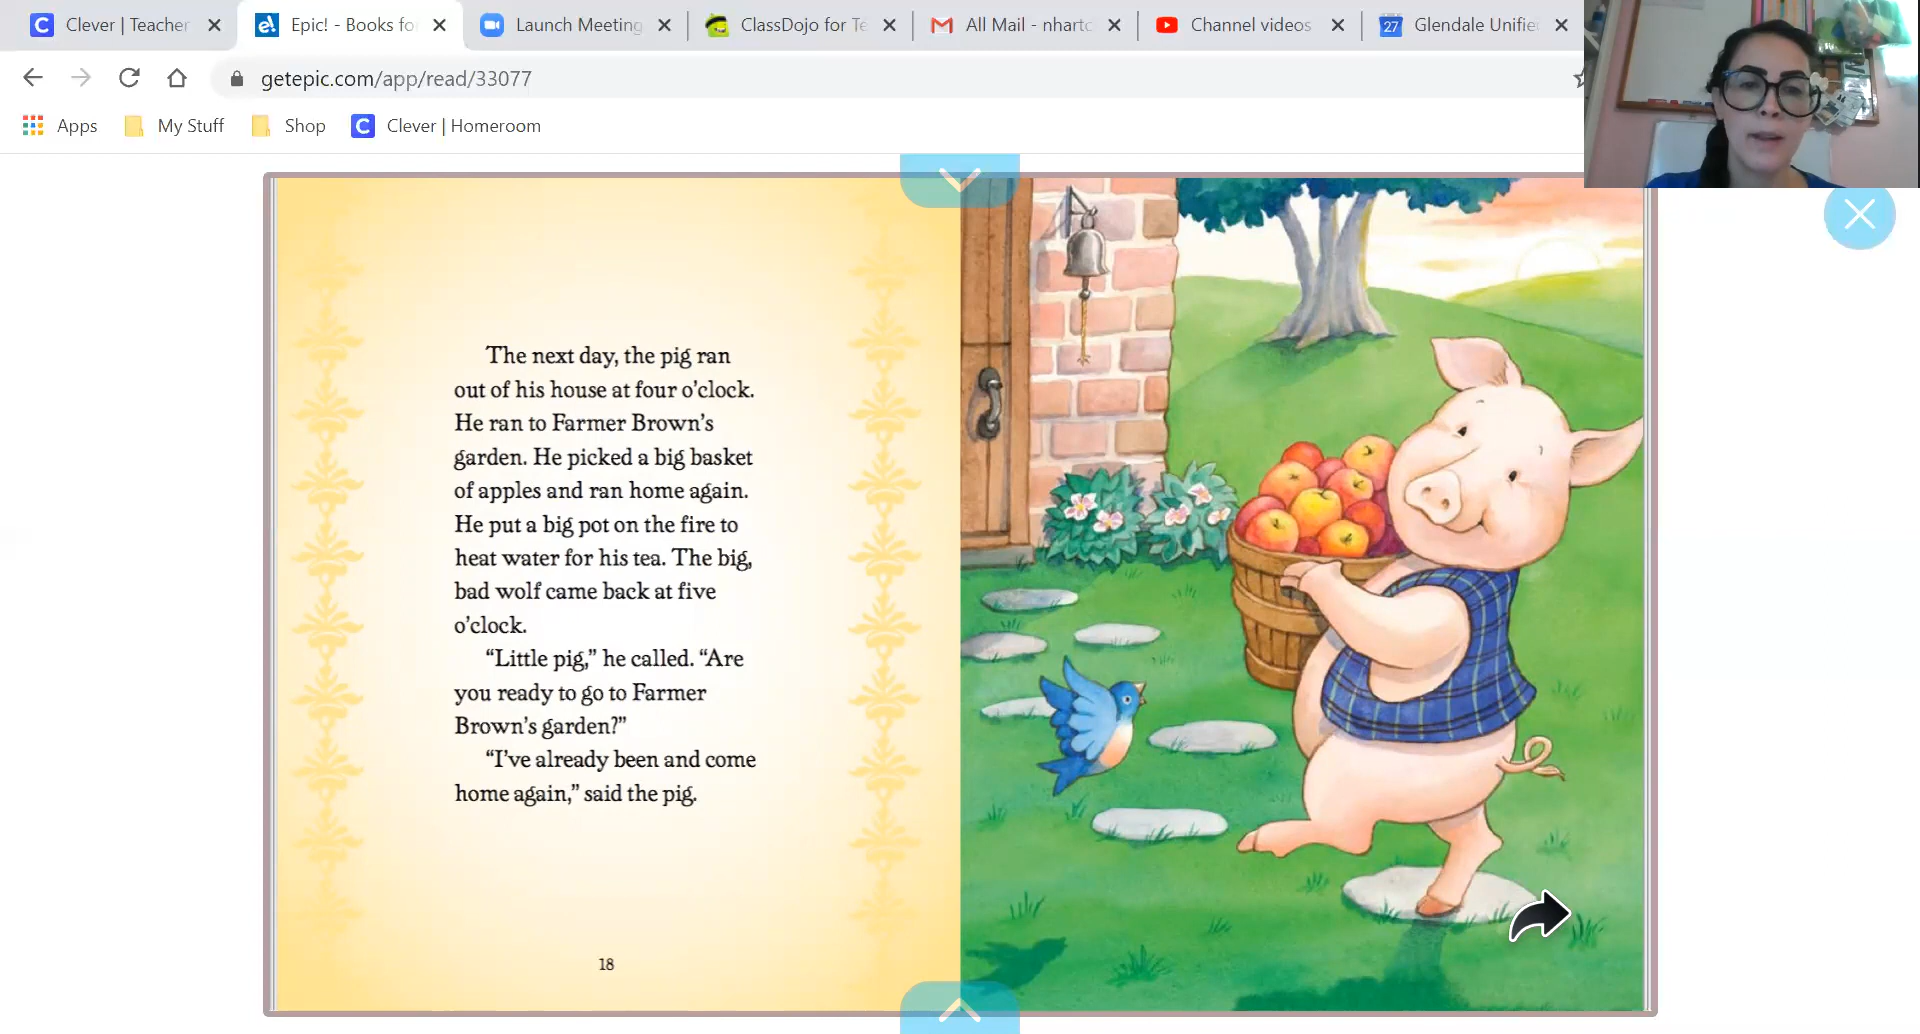 Clever | Teacher
Epic! - Books fo
Launch Meeting
ClassDojo for Te
All Mail - nhartc
Channel videos
27
Glendale Unifie
getepic.com/app/read/33077
Apps
My Stuff
Shop
Clever | Homeroom
The next day, the pig ran
out of his house at four o’clock.
He ran to Farmer Brown’s
garden. He picked a big basket
of apples and ran home again.
He put a big pot on the fire to
heat water for his tea. The big,
bad wolf came back at five
o’clock.
“Little pig,” he called. “Are
you ready to go to Farmer
Brown’s garden?”
“I’ve already been and come
home again,” said the pig.
18